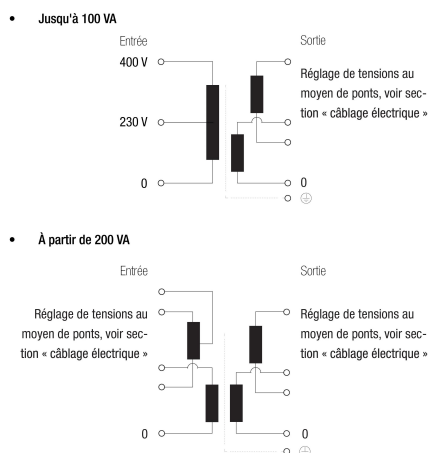 • Jusqu'à 100 VA
Entrée
Sortie
400 V
230 V
0
Réglage de tensions au
moyen de ponts, voir sec-
tion « câblage électrique »
0
• À partir de 200 VA
Entrée
Sortie
Réglage de tensions au
moyen de ponts, voir sec-
tion « câblage électrique »
0
Réglage de tensions au
moyen de ponts, voir sec-
tion « câblage électrique »
0